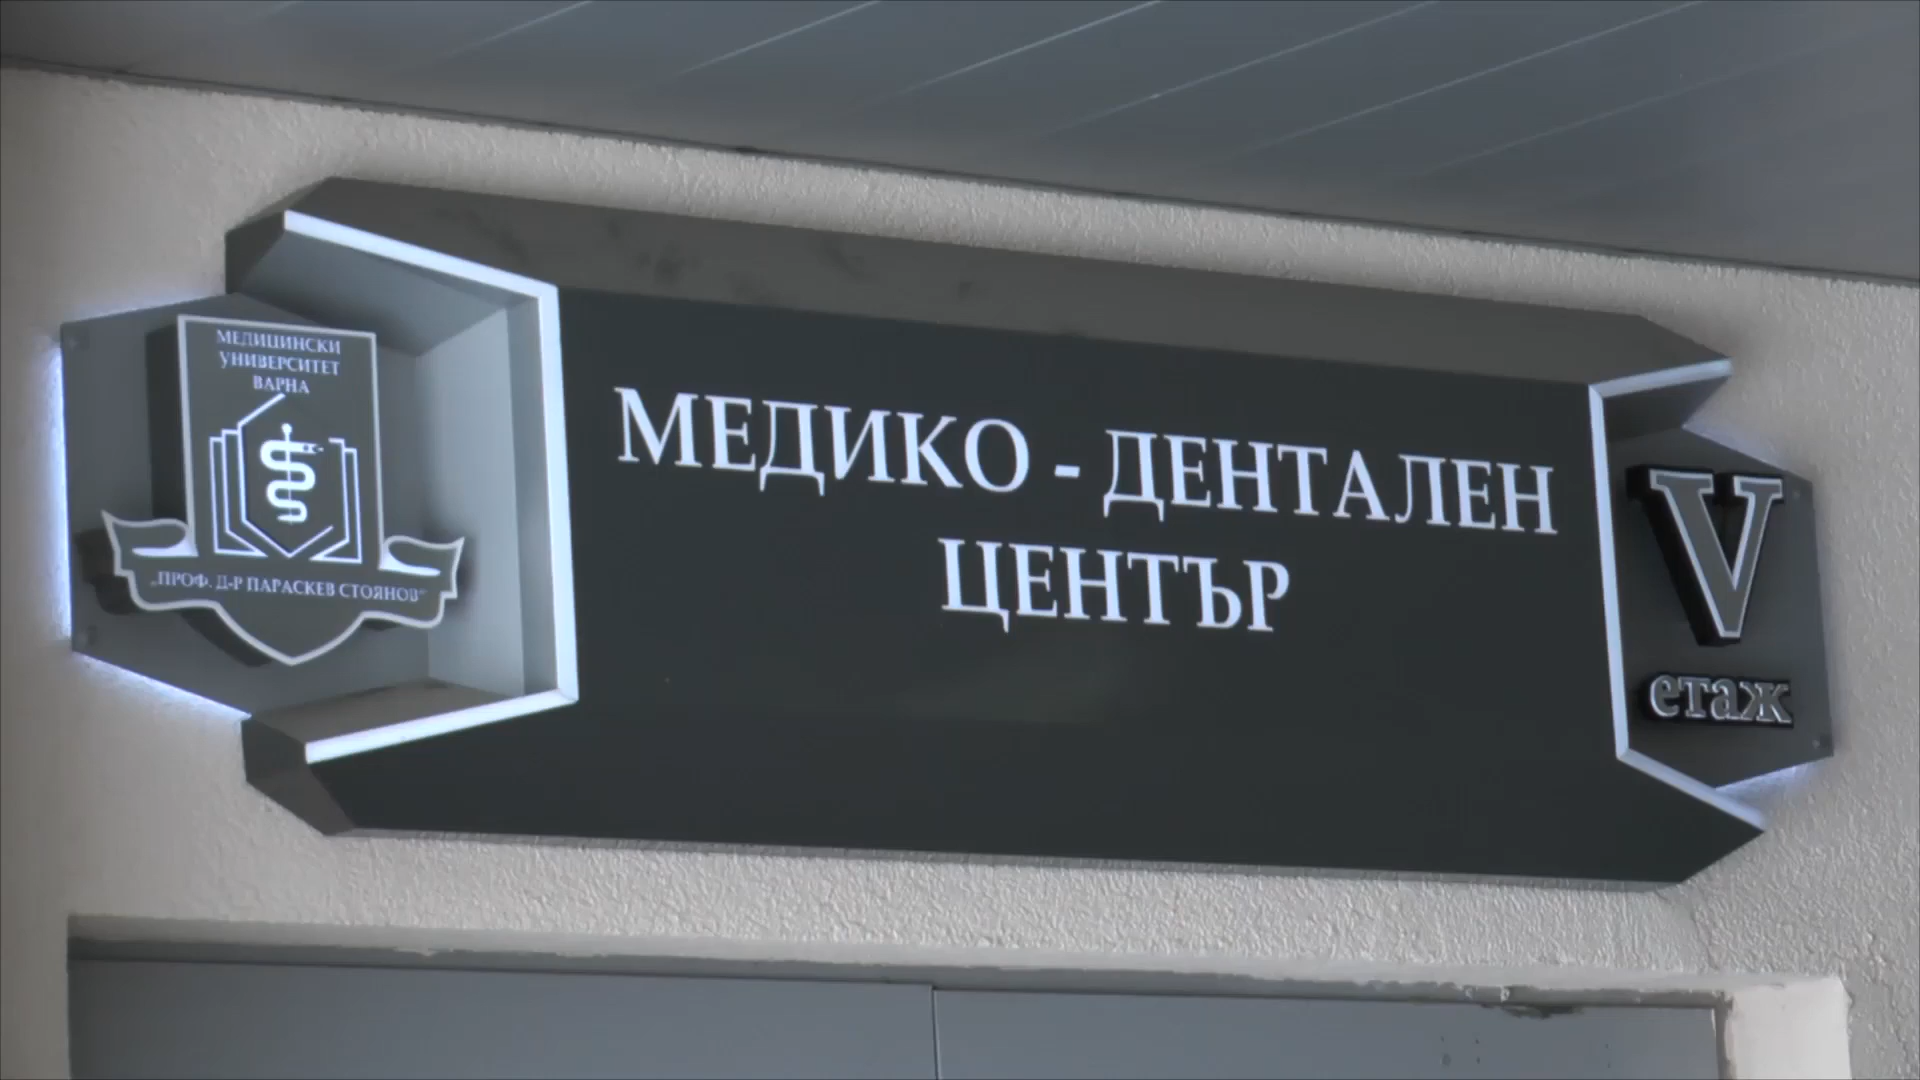 МЕДИЦИНСКИ
УНИВЕРСИТЕТ
ВАРНА
„ПРОФ. Д-Р ПАРАСКЕВ СТОЯНОВ“
МЕДИКО - ДЕНТАЛЕН
ЦЕНТЪР
V
етаж